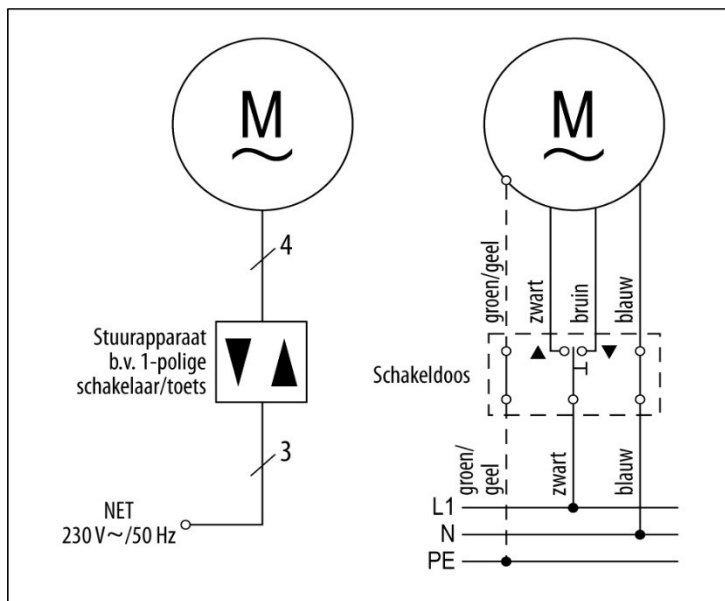 M
4
Stuurapparaat
b.v. 1-polige
schakelaar/toets
3
NET
230 V~/50 Hz
M
groen/geel
zwart
bruin
blauw
Schakeldoos
groen/
geel
zwart
blauw
L1
N
PE